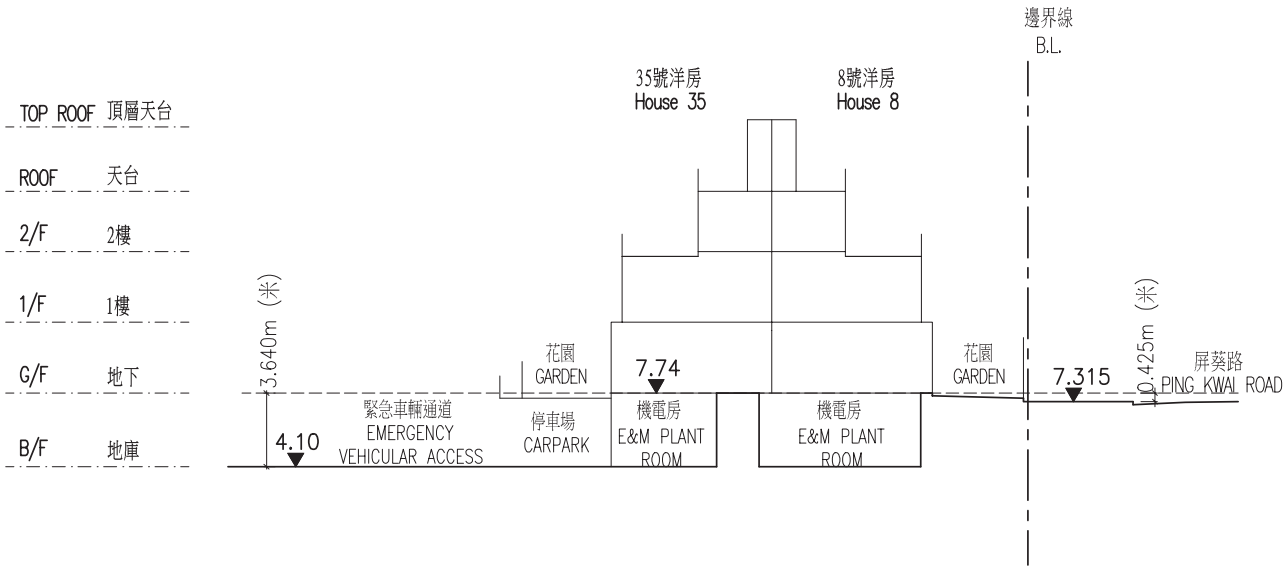 邊界線
B.L.
35號洋房
House 35
8號洋房
House 8
TOP ROOF 頂層天台
ROOF 天台
2/F 2樓
1/F 1樓
G/F 地下
B/F 地庫
3.640m (米)
4.10
緊急車輛通道
EMERGENCY
VEHICULAR ACCESS
花園
GARDEN
停車場
CARPARK
7.74
機電房
E&M PLANT
ROOM
機電房
E&M PLANT
ROOM
花園
GARDEN
7.315
0.425m (米)
屏葵路
PING KWAI ROAD